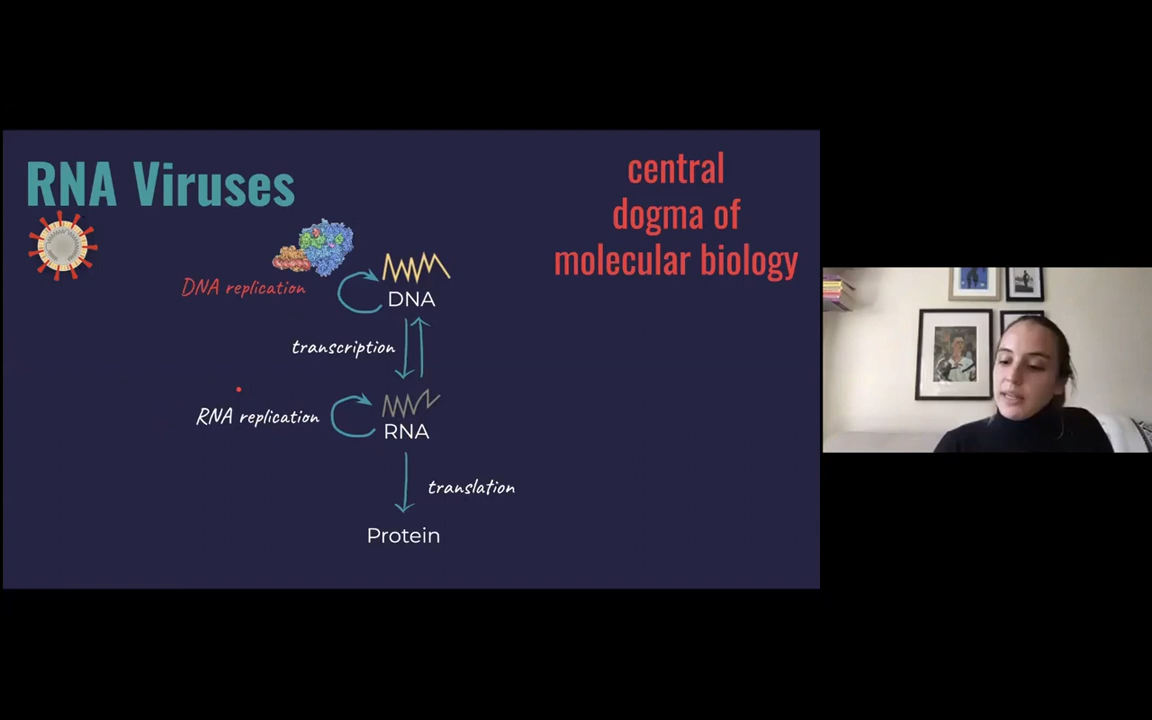 RNA Viruses
central
dogma of
molecular biology
DNA replication
DNA
transcription
RNA replication
RNA
translation
Protein